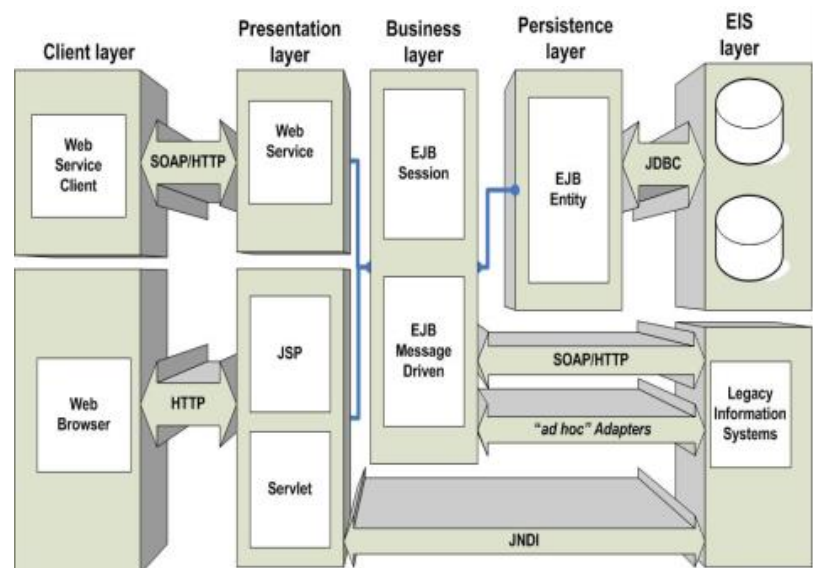 Client layer
Presentation
layer
Business
layer
Persistence
layer
EIS
layer
Web
Service
Client
SOAP/HTTP
Web
Service
EJB
Session
EJB
Entity
JDBC
Web
Browser
HTTP
JSP
Servlet
EJB
Message
Driven
SOAP/HTTP
"ad hoc" Adapters
JNDI
Legacy
Information
Systems